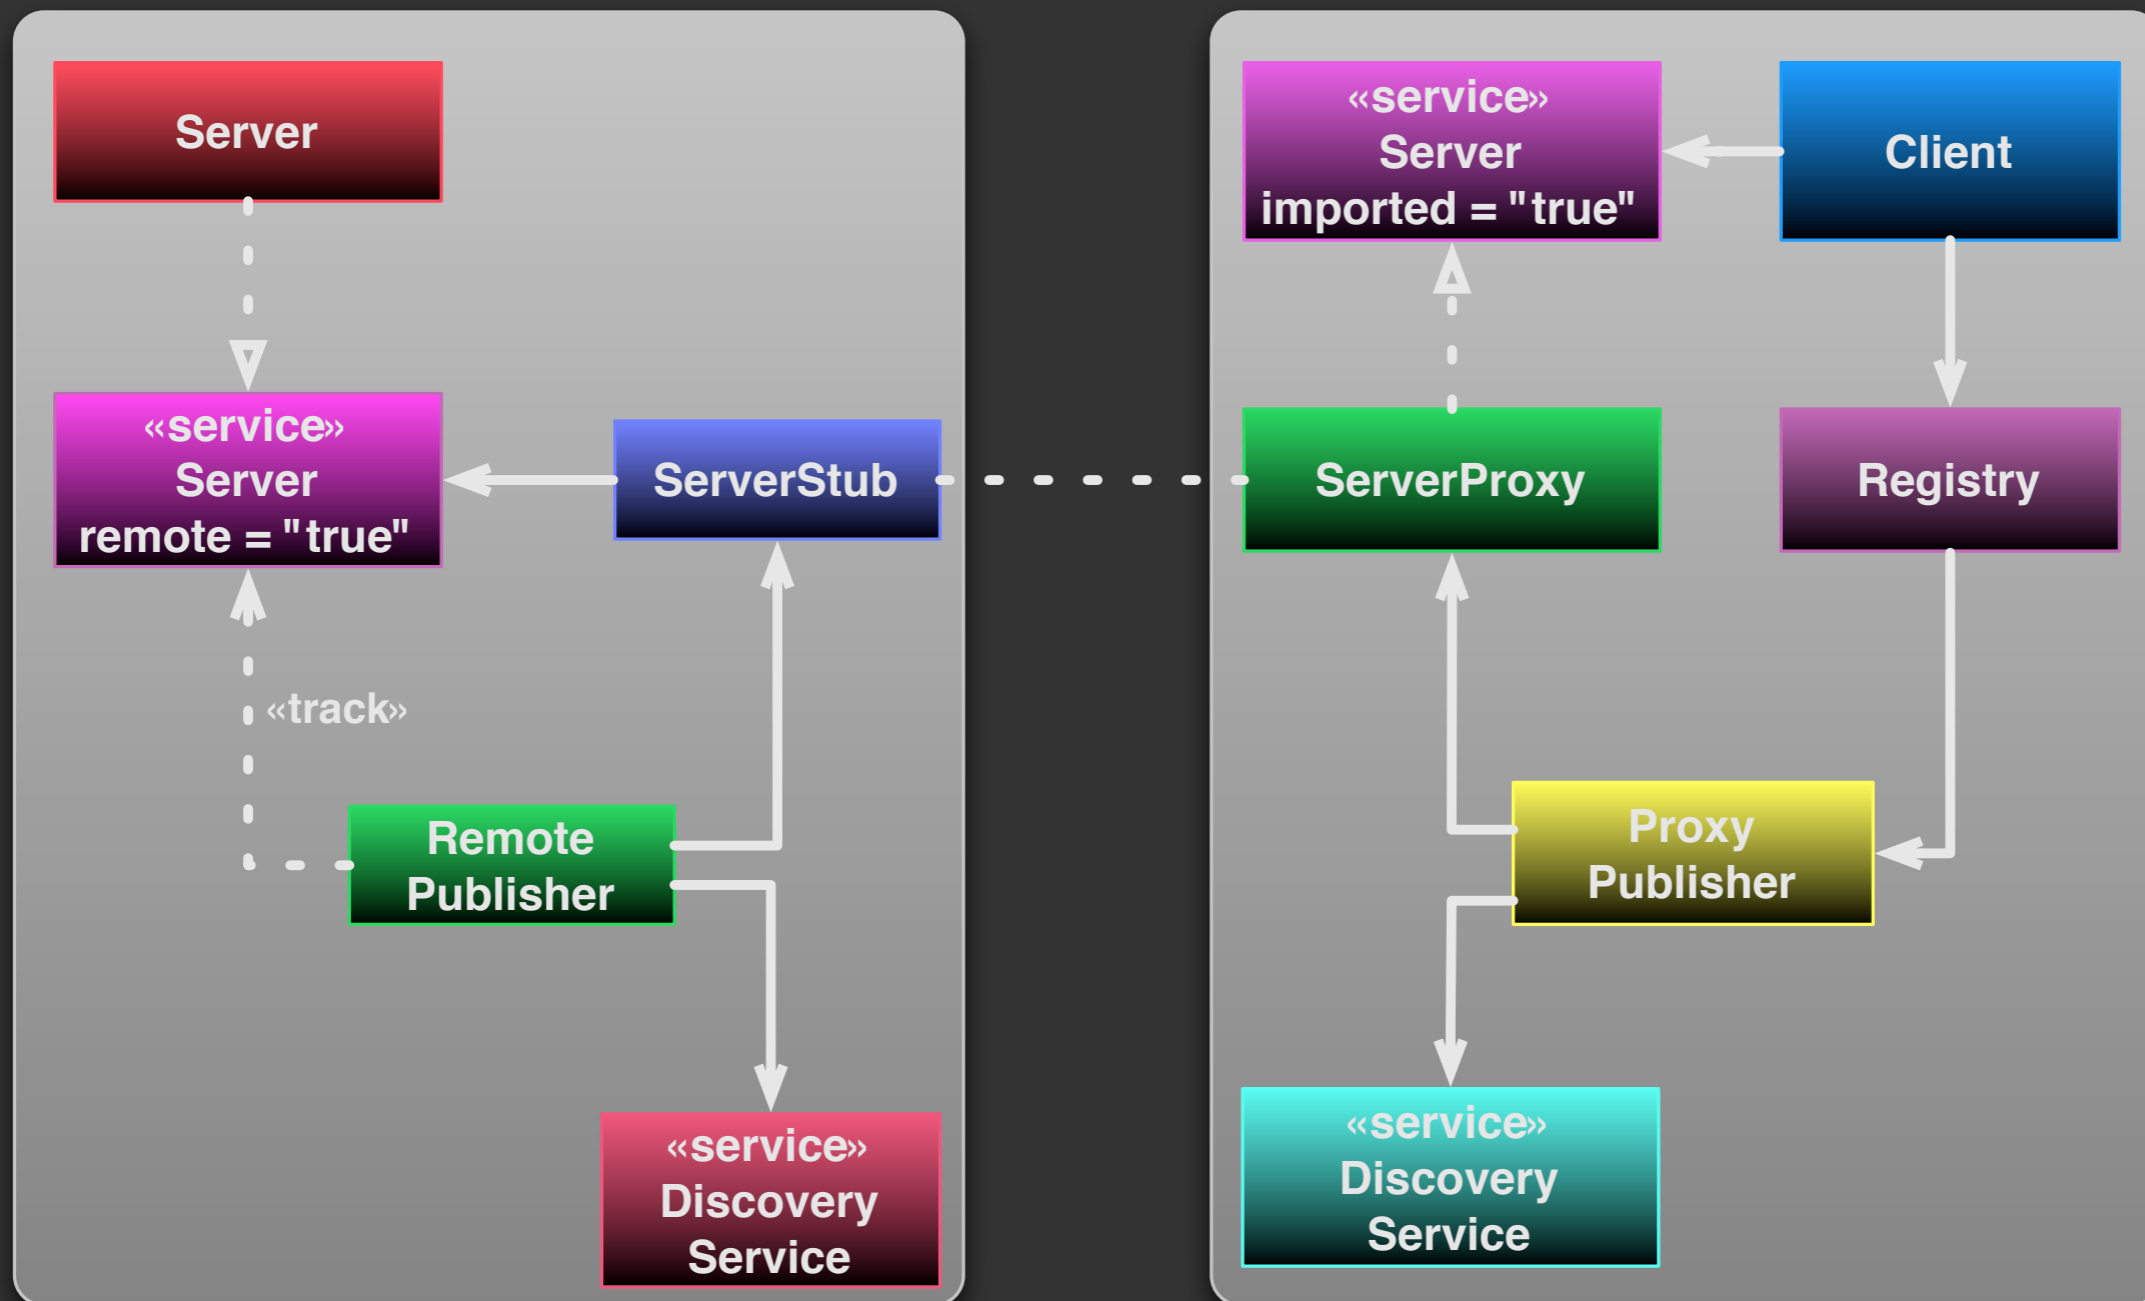 Server
«service»
Server
remote = "true"
ServerStub
«track»
Remote
Publisher
«service»
Discovery
Service
«service»
Server
imported = "true"
Client
ServerProxy
Registry
Proxy
Publisher
«service»
Discovery
Service